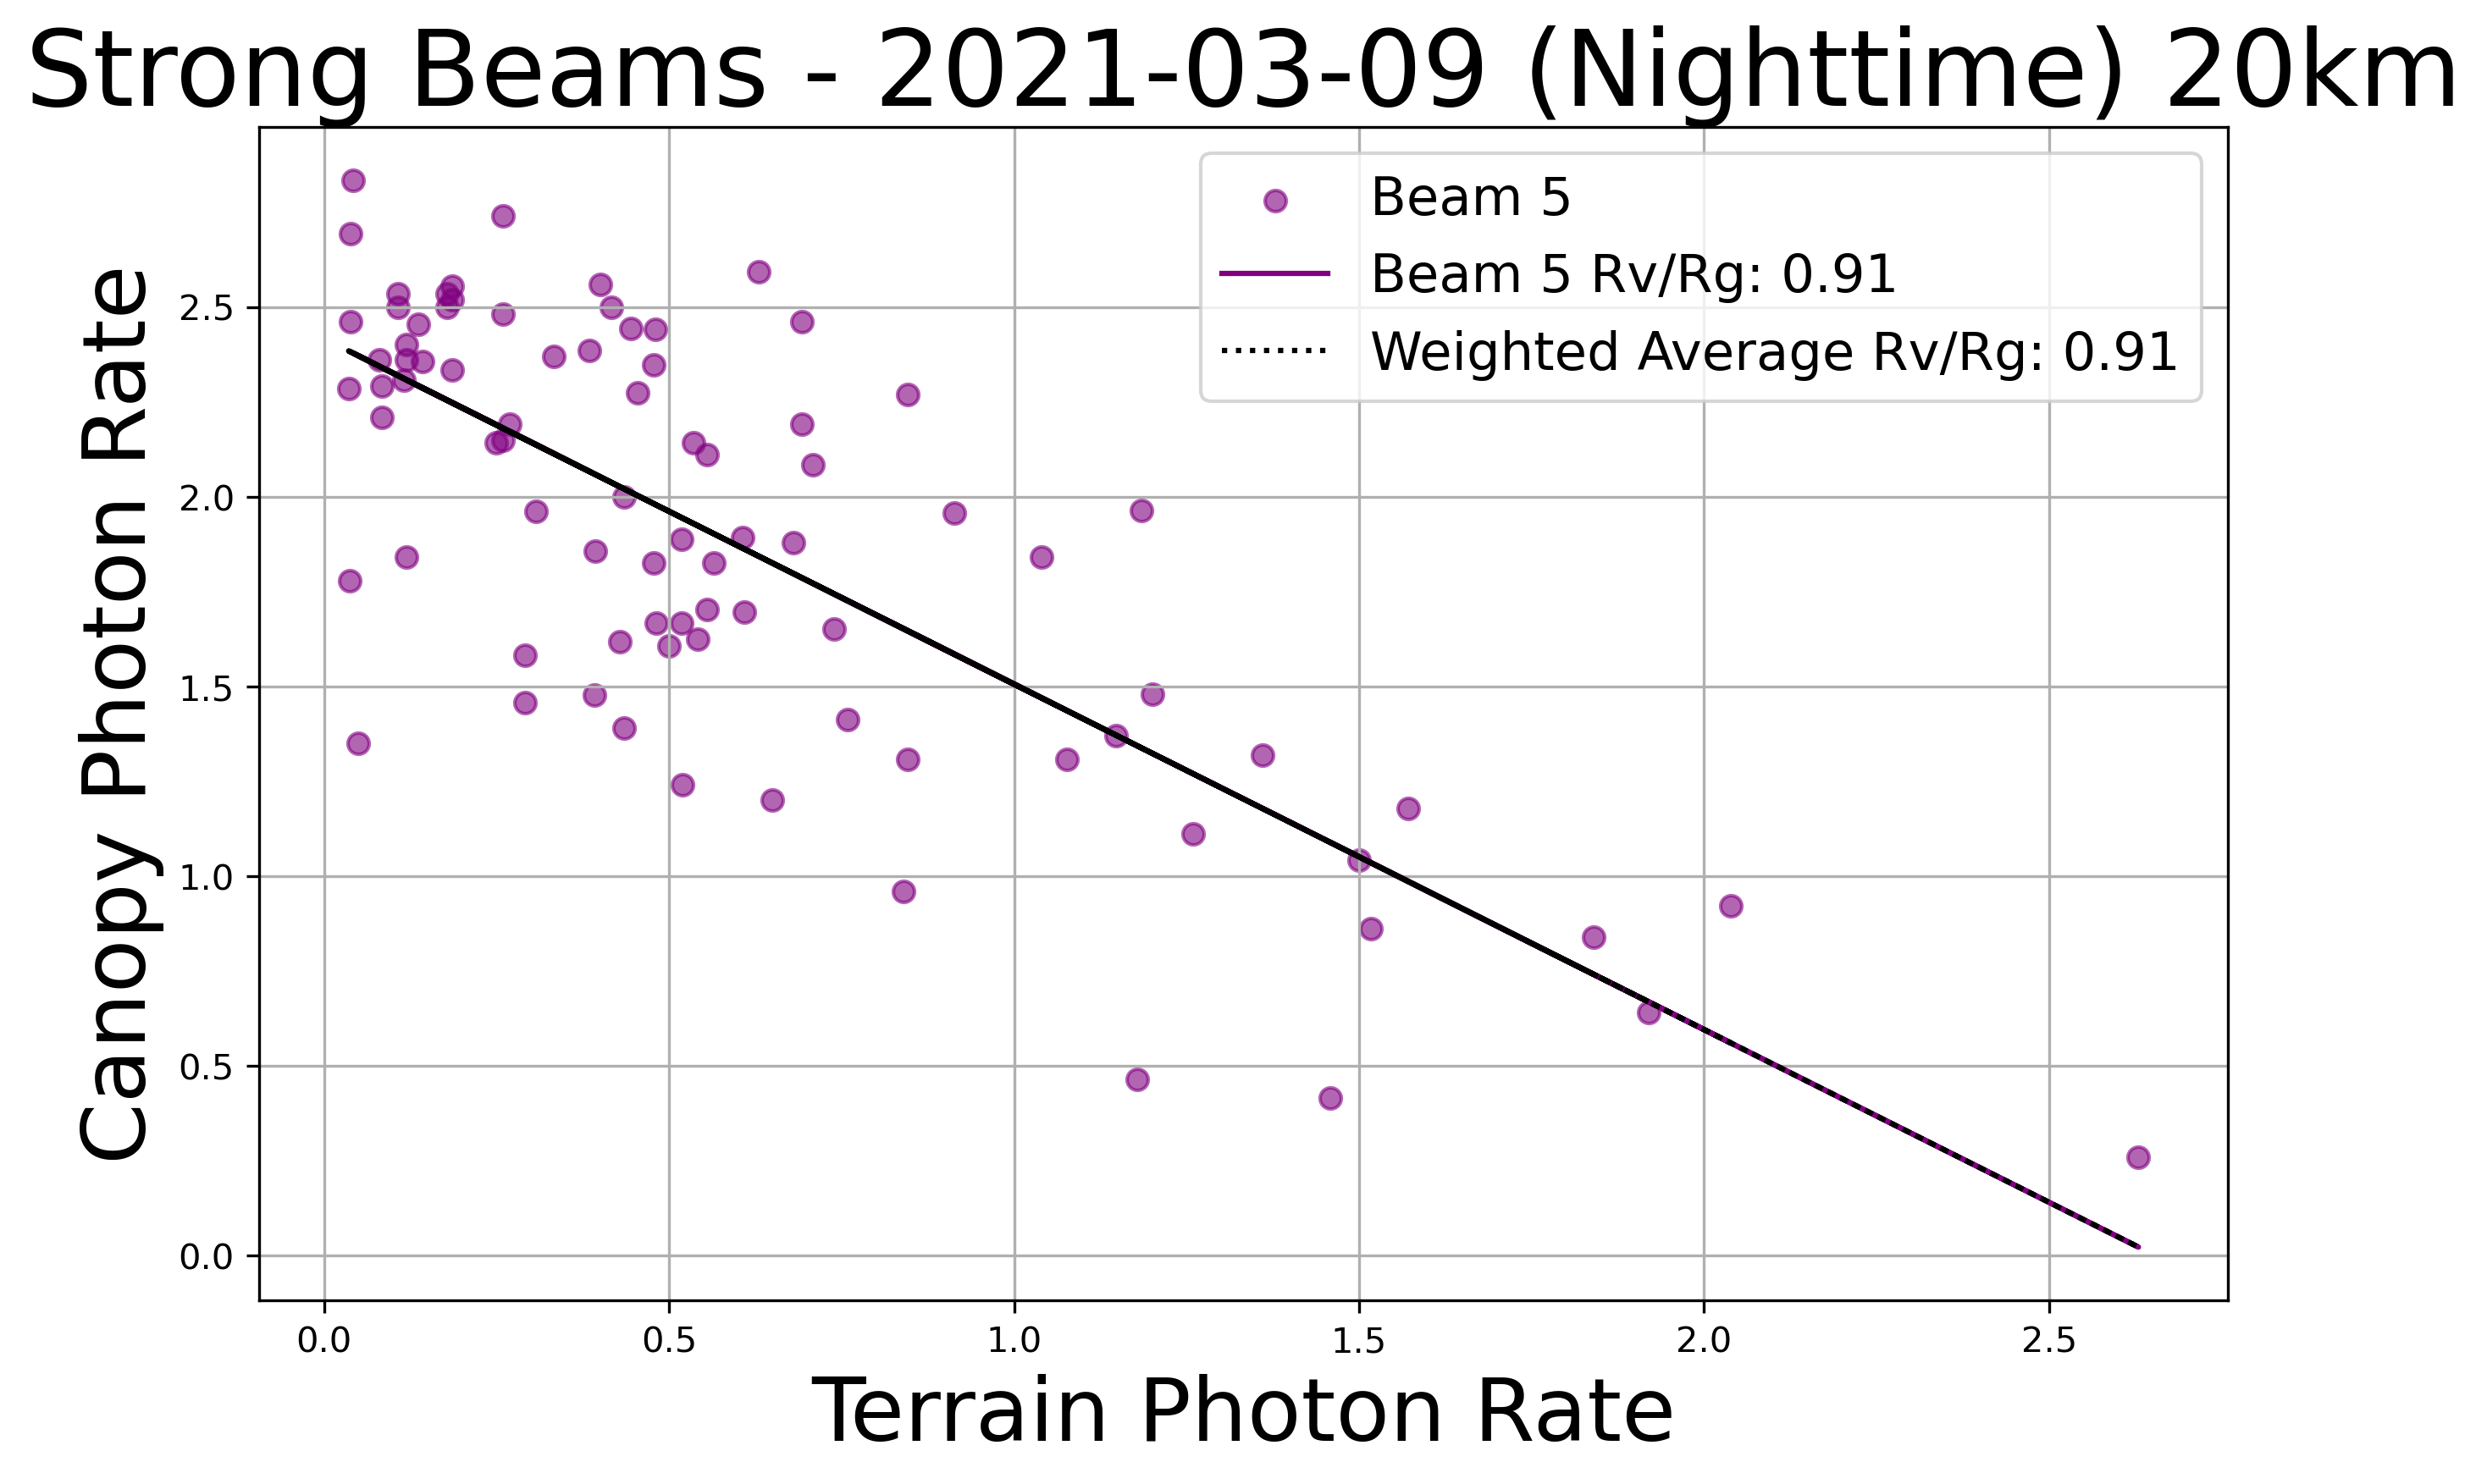 Strong Beams - 2021-03-09 (Nighttime) 20km
Beam 5
Beam 5 Rv/Rg: 0.91
Weighted Average Rv/Rg: 0.91
Canopy Photon Rate
2.5
2.0
1.5
1.0
0.5
0.0
0.0 0.5 1.0 1.5 2.0 2.5
Terrain Photon Rate